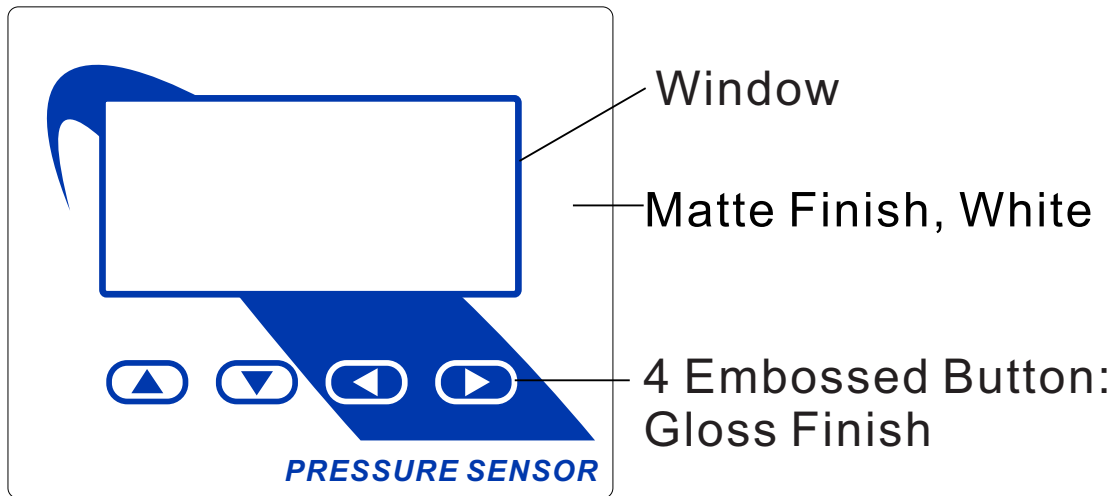 Window
Matte Finish, White
4 Embossed Button:
Gloss Finish
PRESSURE SENSOR